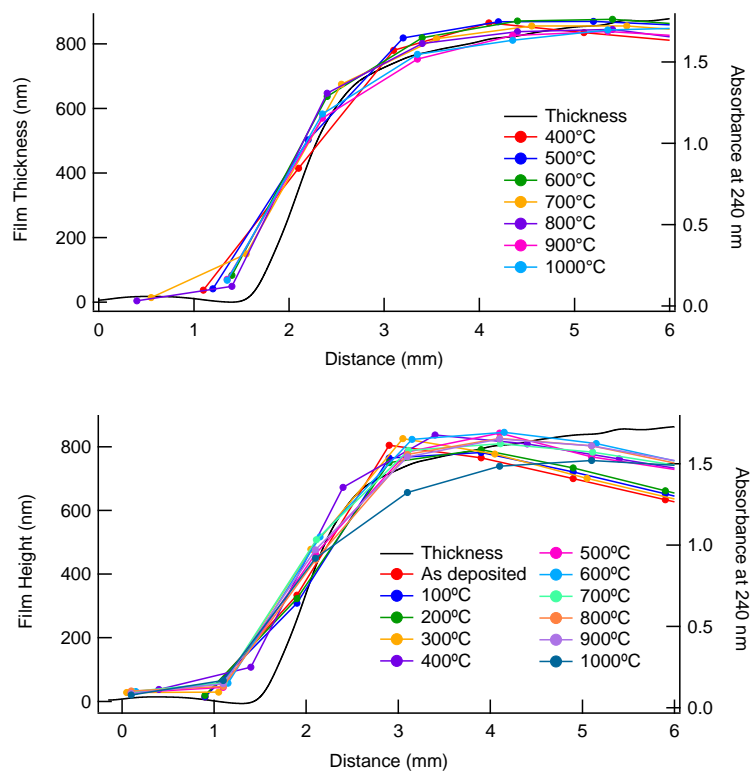 800
600
400
200
0
Film Thickness (nm)
1.5
1.0
0.5
0.0
Absorbance at 240 nm
Thickness
400°C
500°C
600°C
700°C
800°C
900°C
1000°C
0 1 2 3 4 5 6
Distance (mm)
800
600
400
200
0
Film Height (nm)
1.5
1.0
0.5
0.0
Absorbance at 240 nm
Thickness
As deposited
100ºC
200ºC
300ºC
400ºC
500ºC
600ºC
700ºC
800ºC
900ºC
1000ºC
0 1 2 3 4 5 6
Distance (mm)